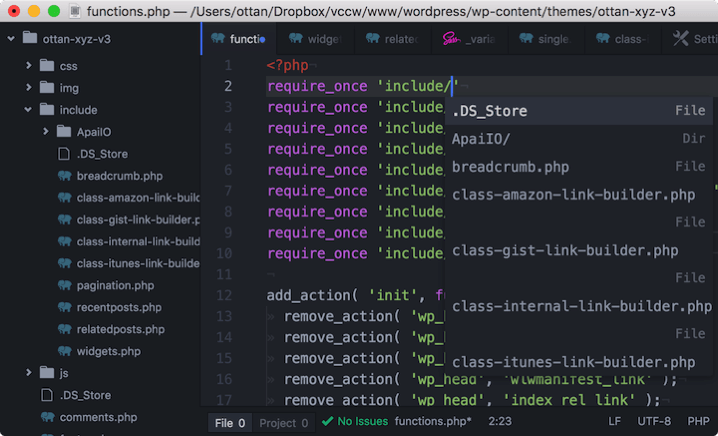 functions.php — /Users/ottan/Dropbox/vccw/www/wordpress/wp-content/themes/ottan-xyz-v3
ottan-xyz-v3
css
img
include
ApaiIO
.DS_Store
breadcrumb.php
class-amazon-link-build
class-gist-link-builder.p
class-internal-link-build
class-itunes-link-builde
pagination.php
recentposts.php
relatedposts.php
widgets.php
js
.DS_Store
comments.php
functi
widge
relate
_varia
single.
class-
Setti
1 <?php
2 require_once 'include/'
3 require_once 'include
4 require_once 'include
5 require_once 'include
6 require_once 'include
7 require_once 'include
8 require_once 'include
9 require_once 'include
10 require_once 'include
11
12 add_action( 'init', f
13 remove_action( 'wp_
14 remove_action( 'wp_
15 remove_action( 'wp_
16 remove_action( 'wp_head', 'wlwmanifest_link' );
17 remove_action( 'wp_head', 'index_rel_link' );
.DS_Store File
ApaiIO/ Dir
breadcrumb.php File
class-amazon-link-builder.php
File
class-gist-link-builder.php
File
class-internal-link-builder.php
File
class-itunes-link-builder.php
File 0 Project 0 No Issues functions.php* 2:23 LF UTF-8 PHP